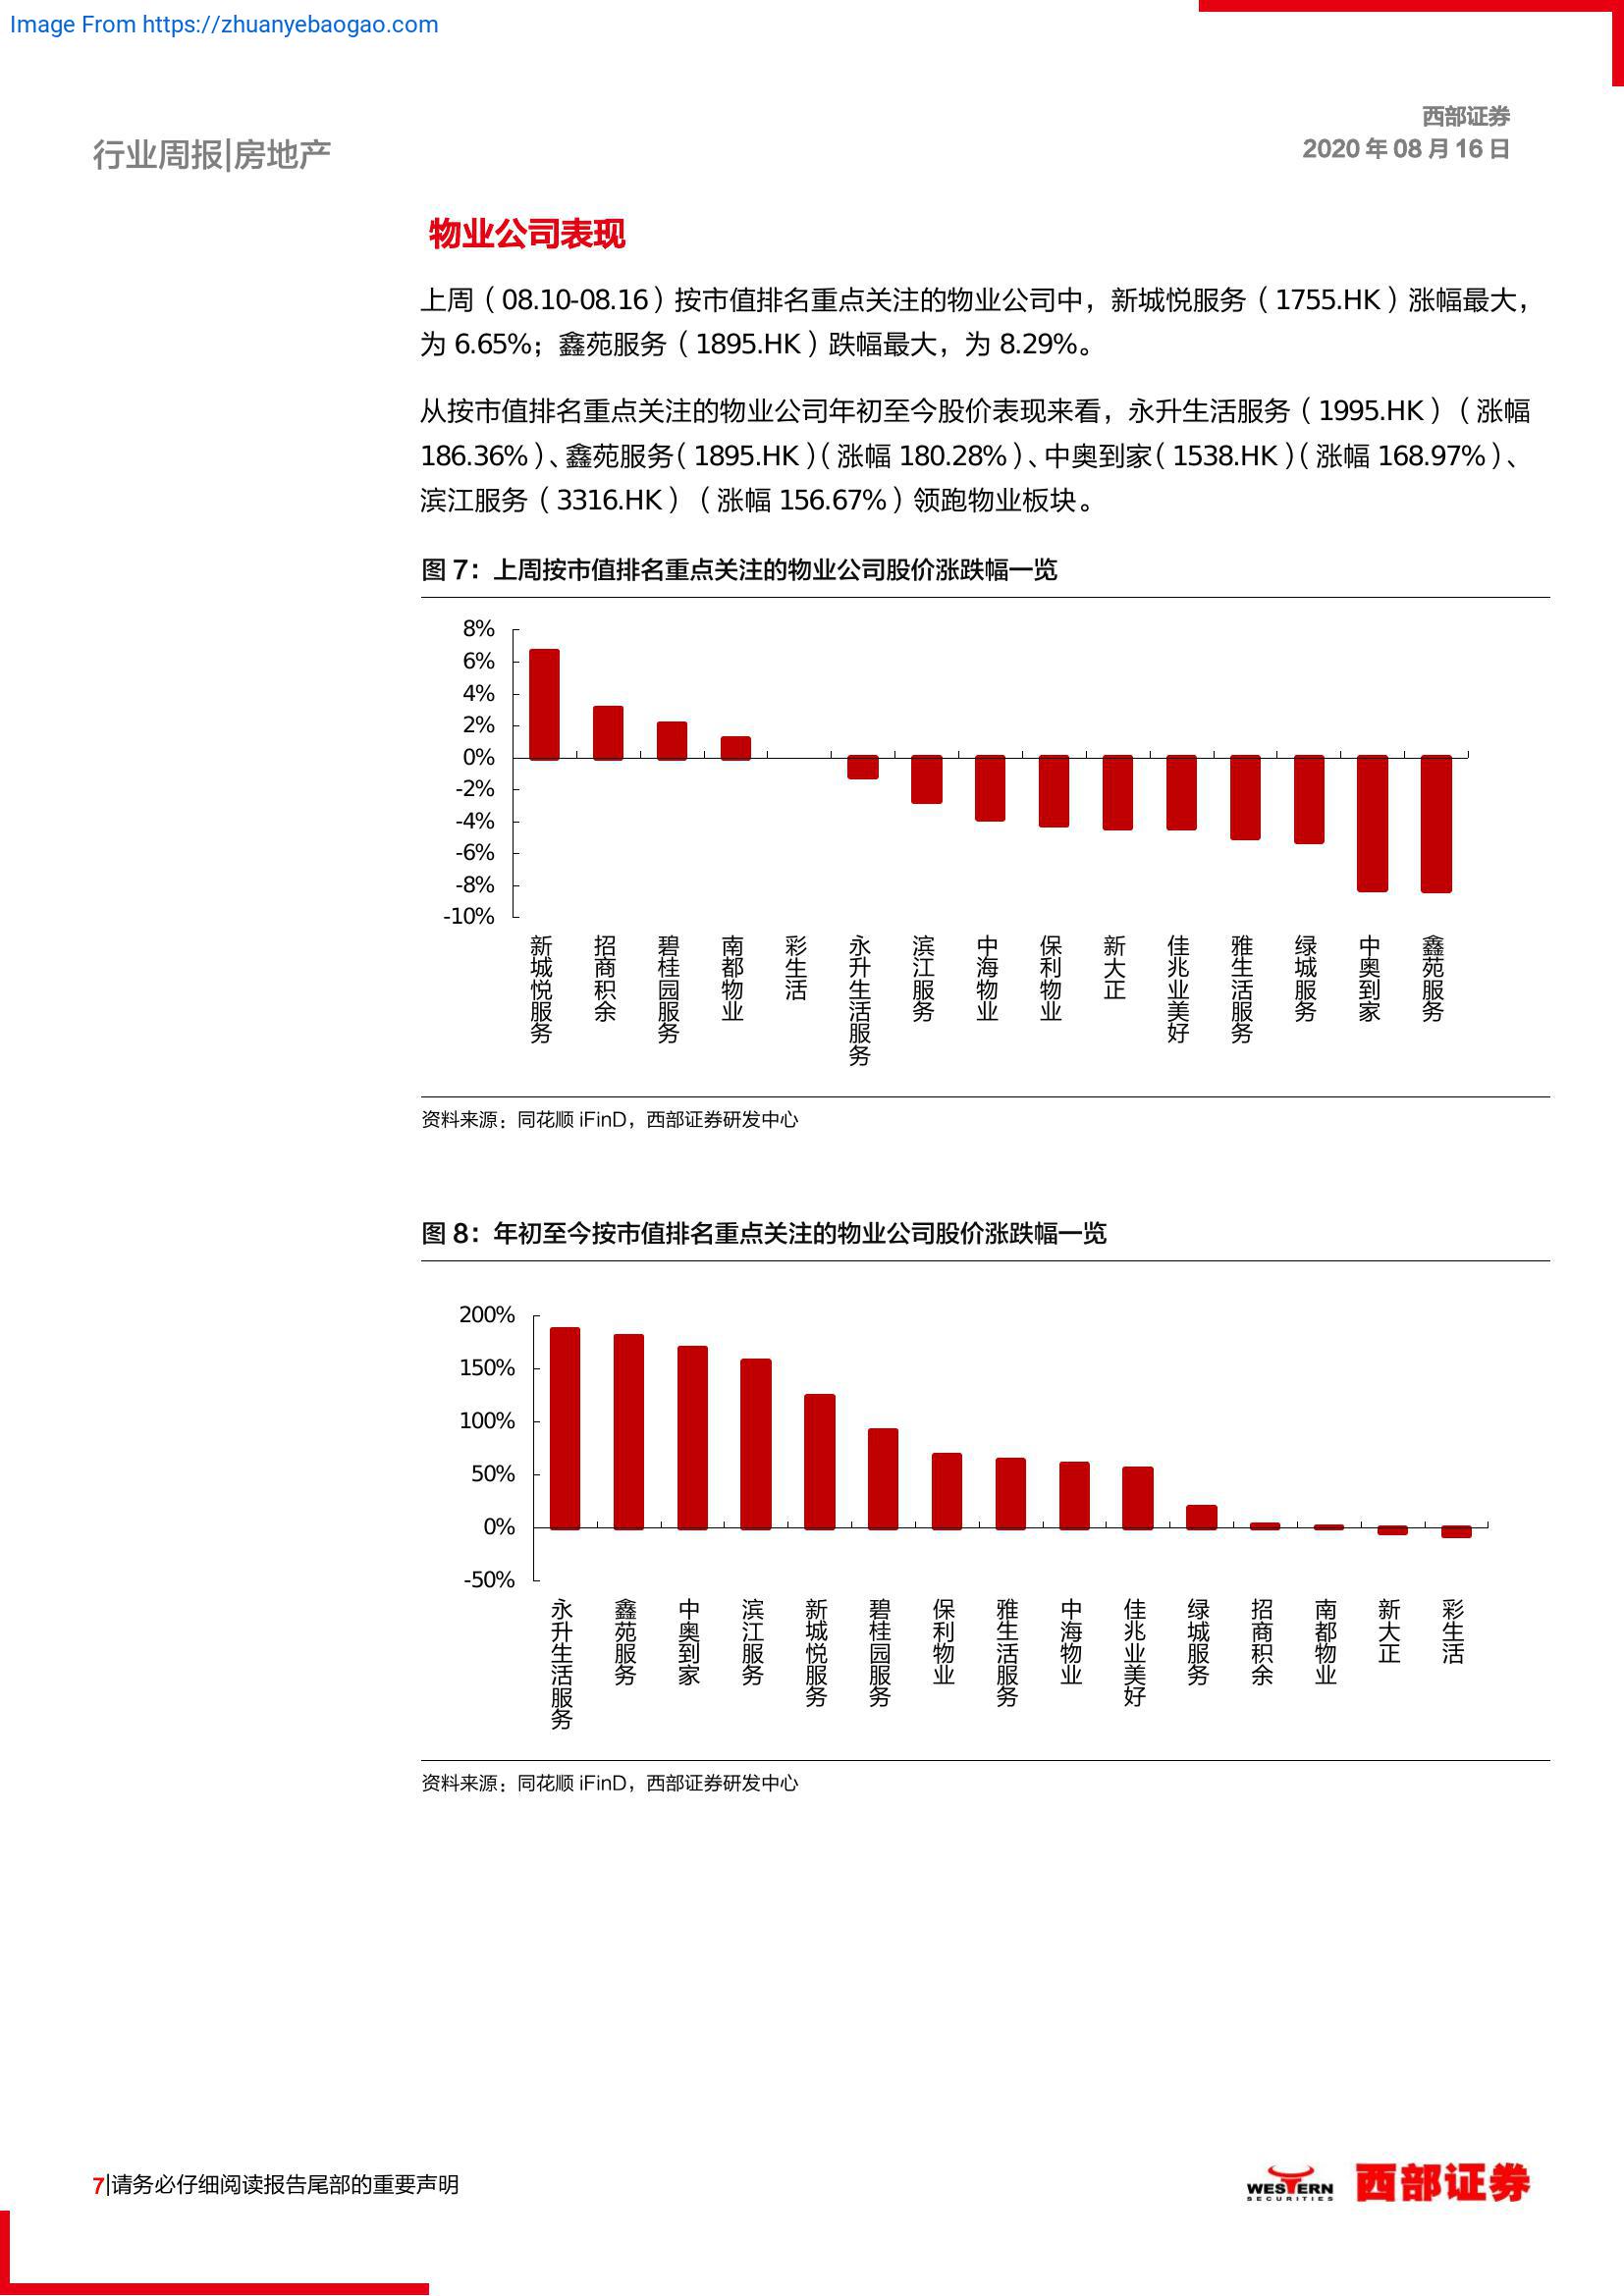 Image From https://zhuanyebaogao.com
西部证券
行业周报|房地产
2020 年 08 月 16 日
物业公司表现
上周（08.10-08.16）按市值排名重点关注的物业公司中，新城悦服务（1755.HK）涨幅最大，
为 6.65%；鑫苑服务（1895.HK）跌幅最大，为 8.29%。
从按市值排名重点关注的物业公司年初至今股价表现来看，永升生活服务（1995.HK）（涨幅
186.36%）、鑫苑服务（1895.HK）（涨幅 180.28%）、中奥到家（1538.HK）（涨幅 168.97%）、
滨江服务（3316.HK）（涨幅 156.67%）领跑物业板块。
图 7：上周按市值排名重点关注的物业公司股价涨跌幅一览
8%
6%
4%
2%
0%
-2%
-4%
-6%
-8%
-10%
新城悦服务
招商积余
碧桂园服务
南都物业
彩生活
永升生活服务
滨江服务
中海物业
保利物业
新大正
佳兆业美好
雅生活服务
绿城服务
中奥到家
鑫苑服务
资料来源：同花顺 iFinD，西部证券研发中心
图 8：年初至今按市值排名重点关注的物业公司股价涨跌幅一览
200%
150%
100%
50%
0%
-50%
永升生活服务
鑫苑服务
中奥到家
滨江服务
新城悦服务
碧桂园服务
保利物业
雅生活服务
中海物业
佳兆业美好
绿城服务
招商积余
南都物业
新大正
彩生活
资料来源：同花顺 iFinD，西部证券研发中心
7|请务必仔细阅读报告尾部的重要声明
WESTERN
SECURITIES
西部证券